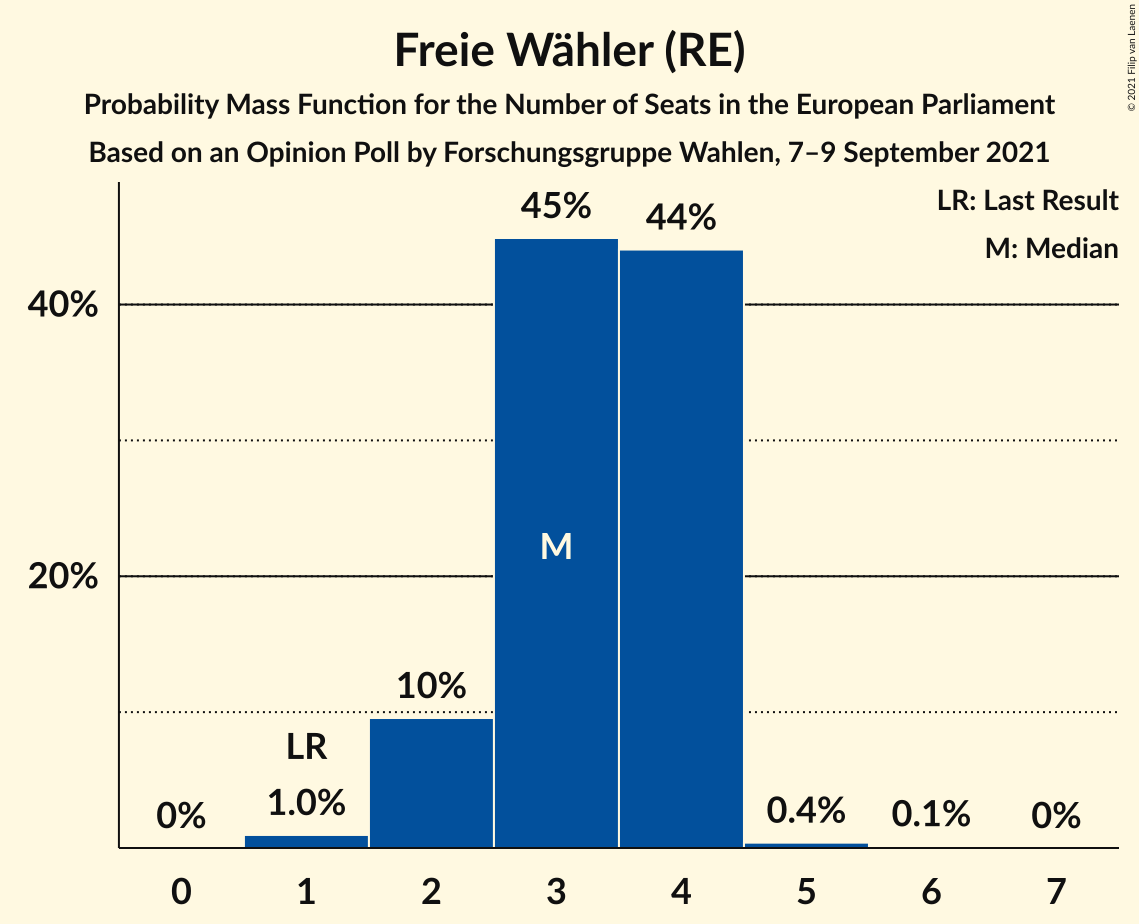 Freie Wähler (RE)
Probability Mass Function for the Number of Seats in the European Parliament
Based on an Opinion Poll by Forschungsgruppe Wahlen, 7–9 September 2021
© 2021 Filip van Laenen
LR: Last Result
M: Median
45%
44%
40%
M
20%
10%
LR
0%
1.0%
0.4%
0.1%
0%
0 1 2 3 4 5 6 7